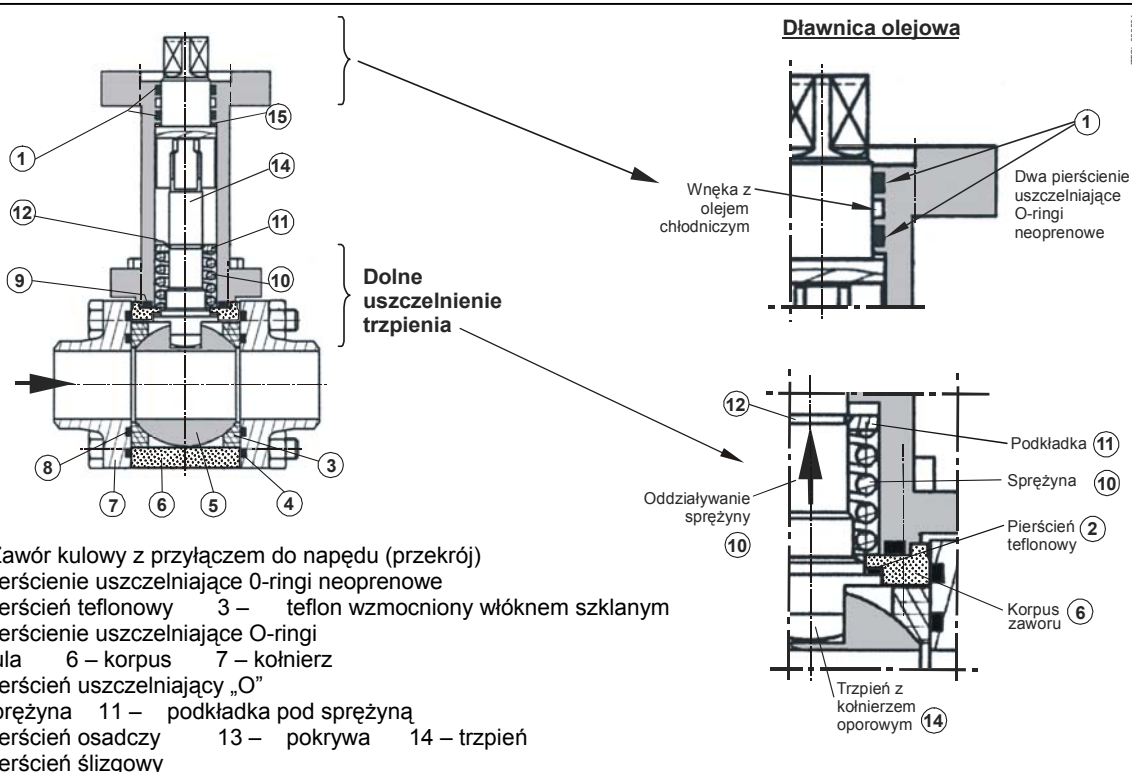 Dławnica olejowa
1
15
14
12
11
9
10
Dolne
uszczelnienie
trzpienia
8
7
6
5
4
3
1
Wnęka z
olejem
chłodniczym
Dwa pierścienie
uszczelniające
O-ringi
neoprenowe
12
Podkładka 11
Oddziaływanie
sprężyny
10
Sprężyna 10
Pierścień 2
teflonowy
Korpus 6
zaworu
Trzpień z
kołnierzem
oporowym 14
Zawór kulowy z przyłączem do napędu (przekrój)
erścienie uszczelniające 0-ringi neoprenowe
erścień teflonowy 3 – teflon wzmocniony włóknem szklanym
erścienie uszczelniające O-ringi
ula 6 – korpus 7 – kołnierz
erścień uszczelniający „O”
prężyna 11 – podkładka pod sprężyną
erścień osadczy 13 – pokrywa 14 – trzpień
erścień ślizgowy